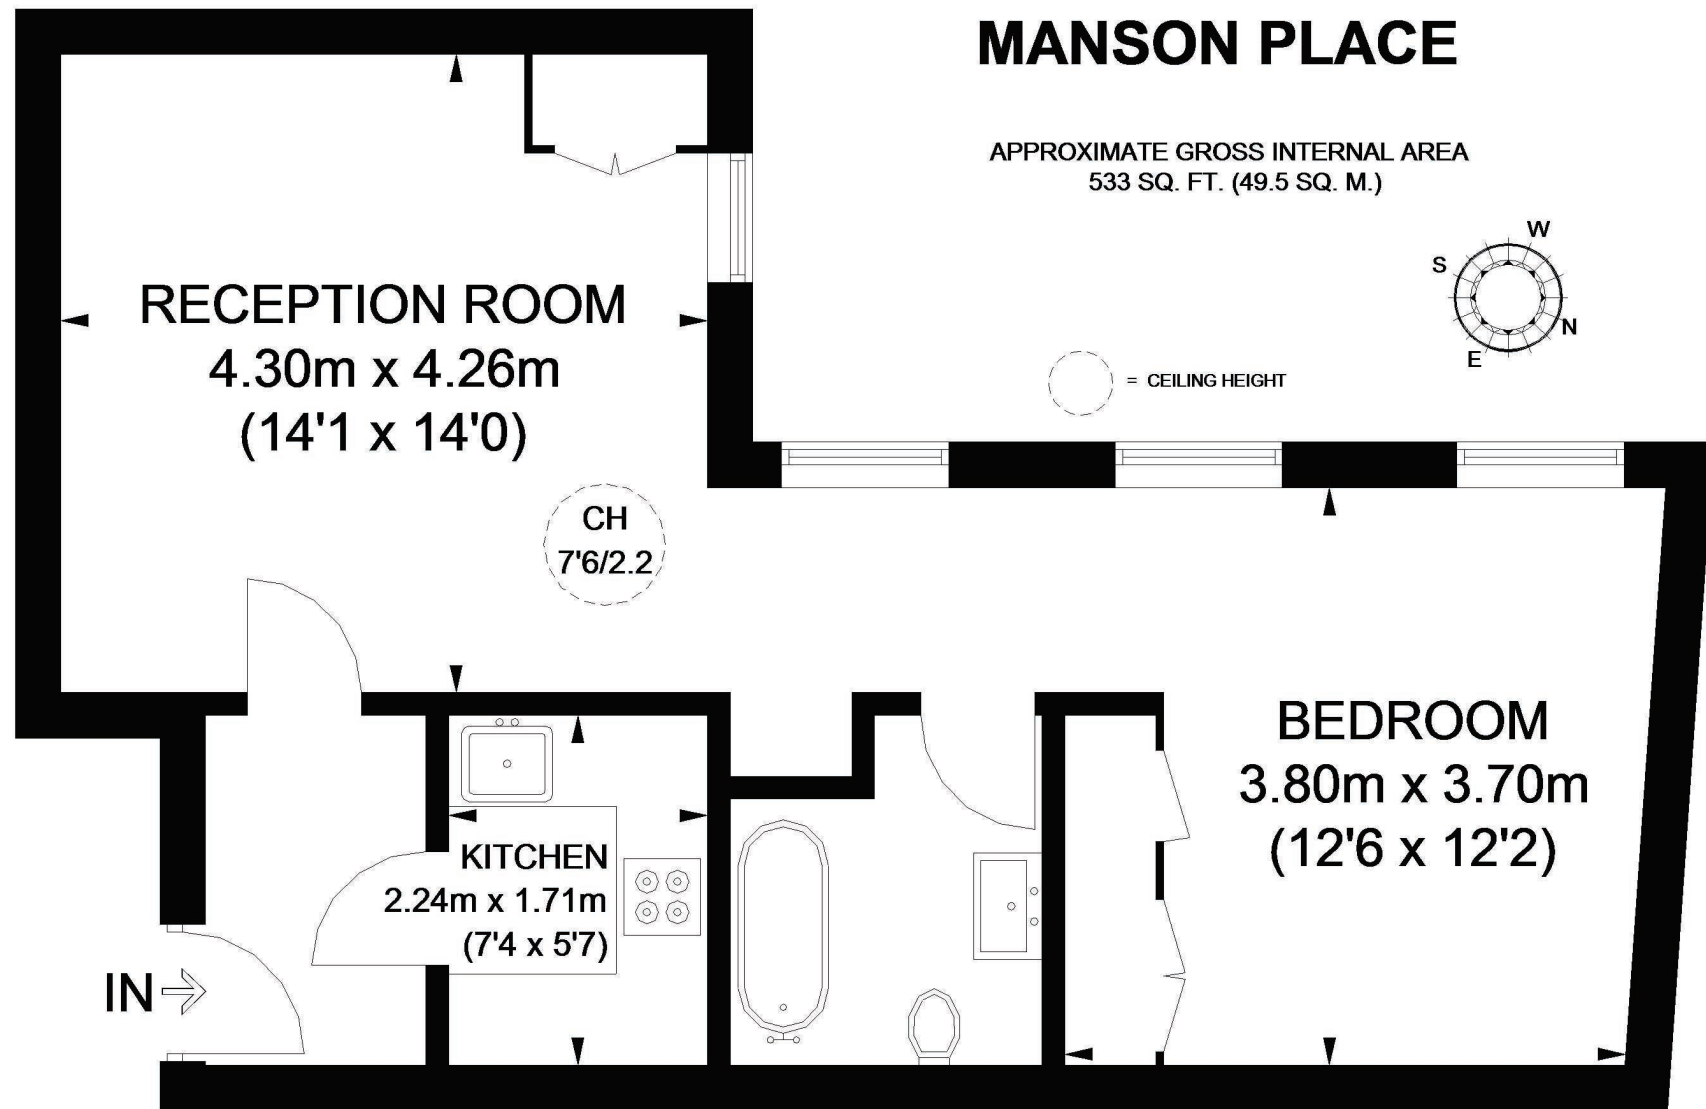 MANSON PLACE
APPROXIMATE GROSS INTERNAL AREA
533 SQ. FT. (49.5 SQ. M.)
W
S
N
E
= CEILING HEIGHT
RECEPTION ROOM
4.30m x 4.26m
(14'1 x 14'0)
CH
7'6/2.2
BEDROOM
3.80m x 3.70m
(12'6 x 12'2)
KITCHEN
2.24m x 1.71m
(7'4 x 5'7)
IN